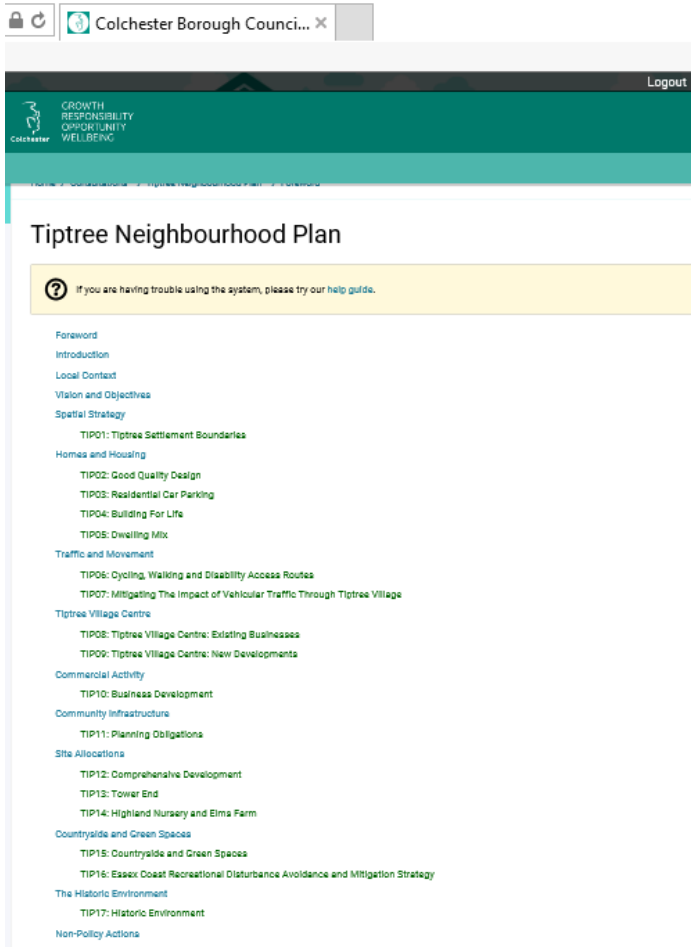 Colchester Borough Counci...
Logout
GROWTH
RESPONSIBILITY
OPPORTUNITY
WELLBEING
Colchester
Home / Consultations / Tiptree Neighbourhood Plan / Foreword
Tiptree Neighbourhood Plan
If you are having trouble using the system, please try our help guide.
Foreword
Introduction
Local Context
Vision and Objectives
Spatial Strategy
TIP01: Tiptree Settlement Boundaries
Homes and Housing
TIP02: Good Quality Design
TIP03: Residential Car Parking
TIP04: Building For Life
TIP05: Dwelling Mix
Traffic and Movement
TIP06: Cycling, Walking and Disability Access Routes
TIP07: Mitigating The Impact of Vehicular Traffic Through Tiptree Village
Tiptree Village Centre
TIP08: Tiptree Village Centre: Existing Businesses
TIP09: Tiptree Village Centre: New Developments
Commercial Activity
TIP10: Business Development
Community Infrastructure
TIP11: Planning Obligations
Site Allocations
TIP12: Comprehensive Development
TIP13: Tower End
TIP14: Highland Nursery and Elms Farm
Countryside and Green Spaces
TIP15: Countryside and Green Spaces
TIP16: Essex Coast Recreational Disturbance Avoidance and Mitigation Strategy
The Historic Environment
TIP17: Historic Environment
Non-Policy Actions